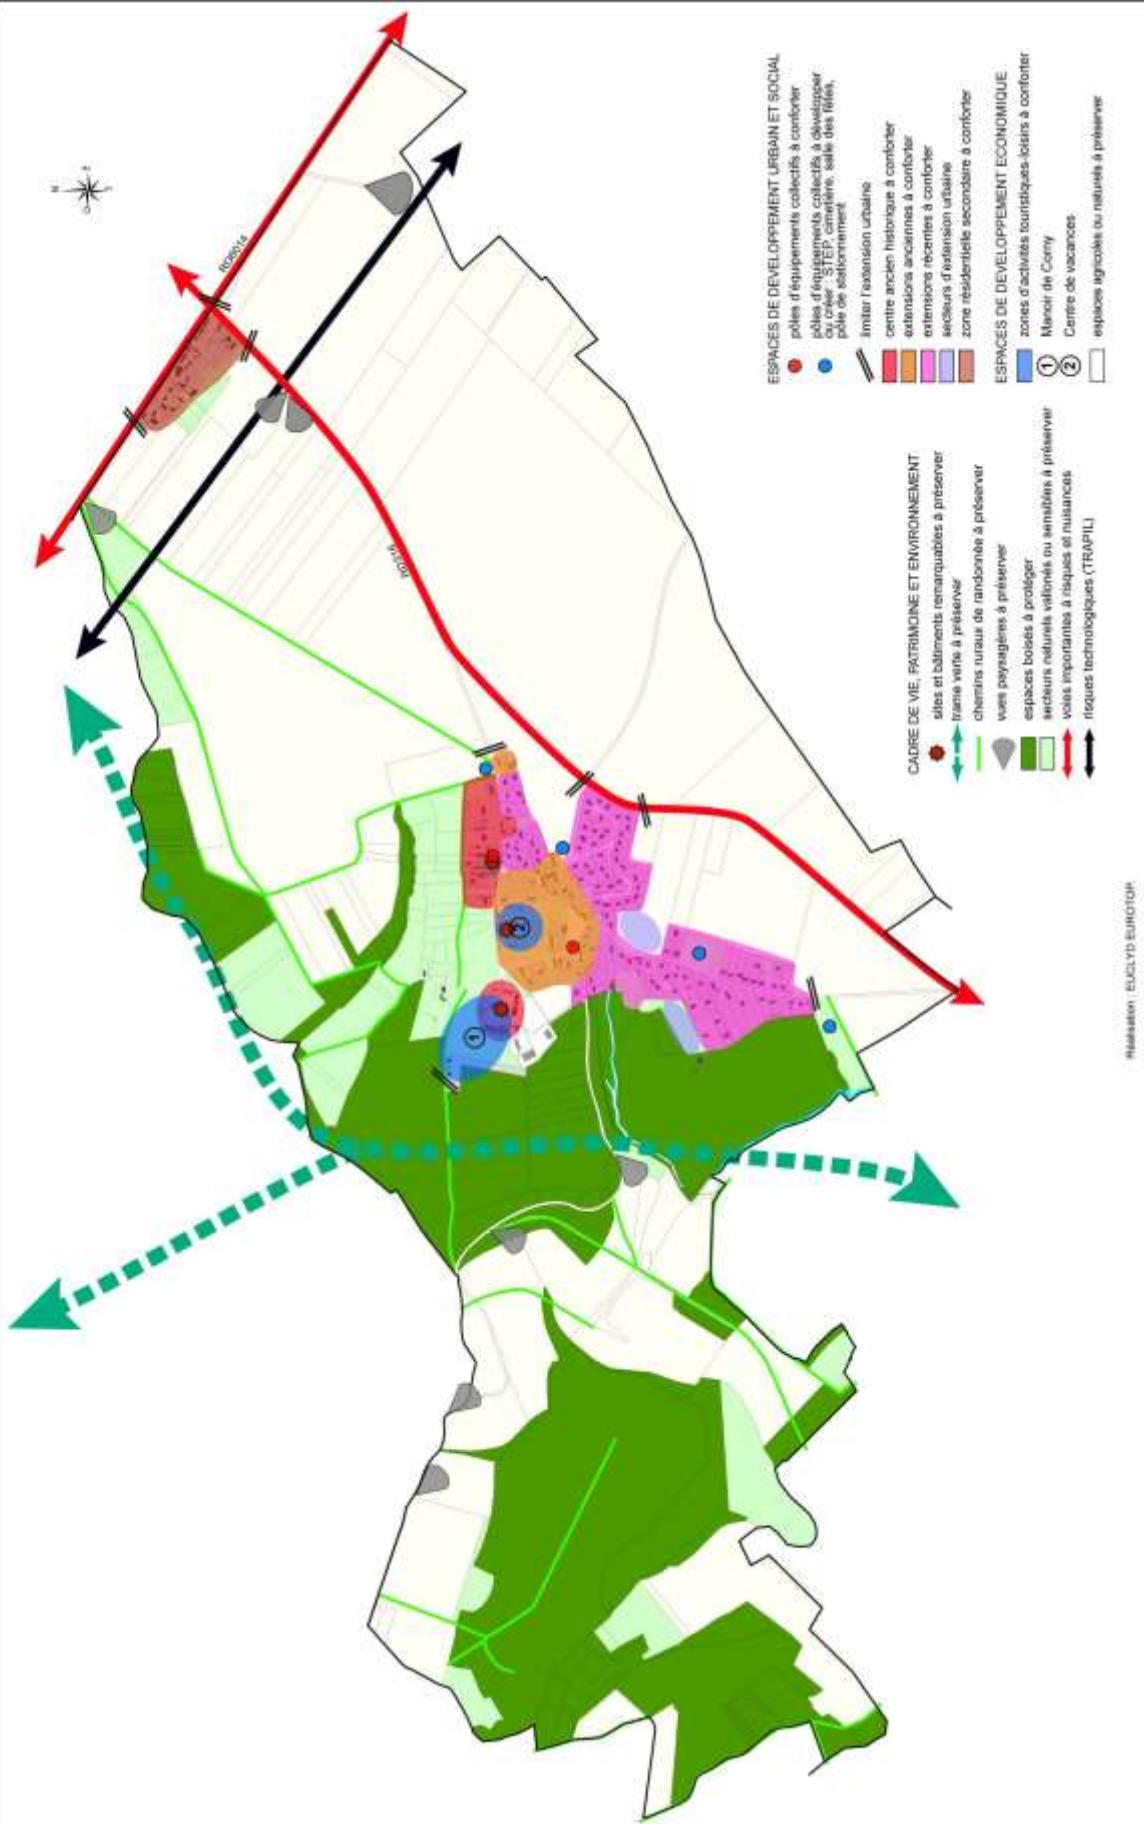 N
E
S
O
RD6014
RD316
1
2
ESPACES DE DEVELOPPEMENT URBAIN ET SOCIAL
pôles d'équipements collectifs à conforter
pôles d'équipements collectifs à développer
ou créer : STEP, cimetière, salle des fêtes,
pôle de stationnement
limiter l'extension urbaine
centre ancien historique à conforter
extensions anciennes à conforter
extensions récentes à conforter
secteurs d'extension urbaine
zone résidentielle secondaire à conforter
ESPACES DE DEVELOPPEMENT ECONOMIQUE
zones d'activités touristiques-loisirs à conforter
1 Manoir de Corny
2 Centre de vacances
espaces agricoles ou naturels à préserver
CADRE DE VIE, PATRIMOINE ET ENVIRONNEMENT
sites et bâtiments remarquables à préserver
trame verte à préserver
chemins ruraux de randonnée à préserver
vues paysagères à préserver
espaces boisés à protéger
secteurs naturels vallonés ou sensibles à préserver
voies importantes à risques et nuisances
risques technologiques (TRAPIL)
Réalisation : EUCLYD EUROTOP.